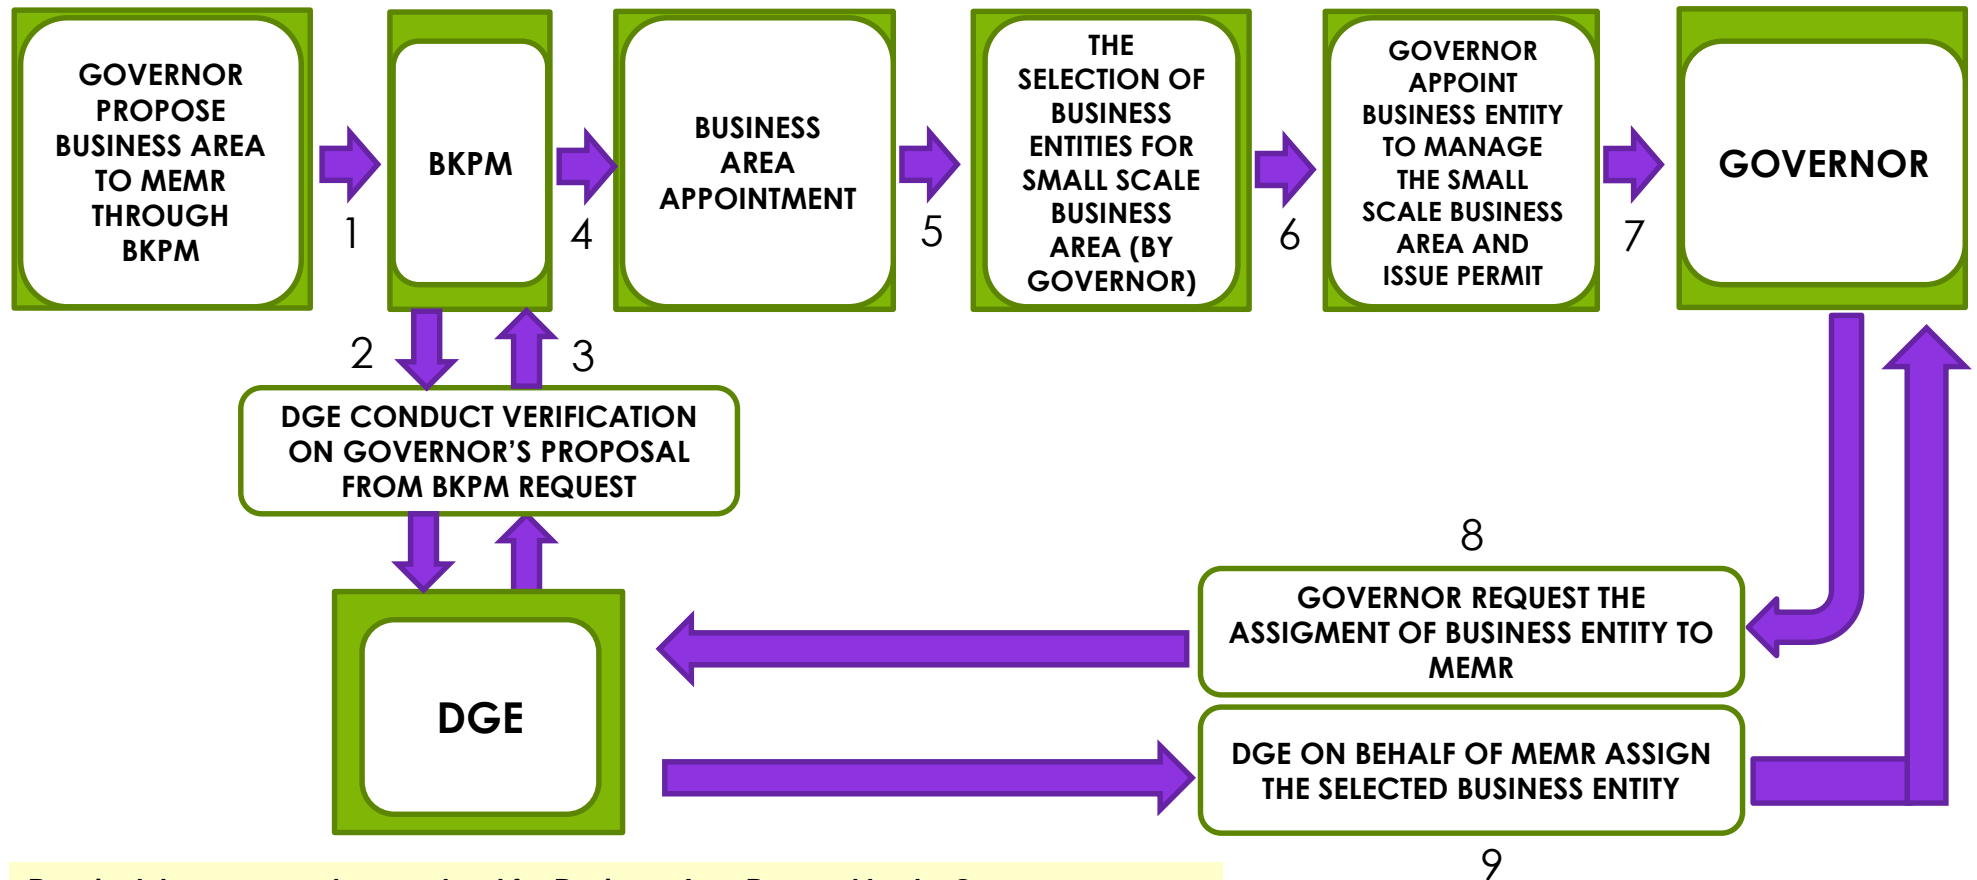 GOVERNOR
PROPOSE
BUSINESS AREA
TO MEMR
THROUGH
BKPM
1
BKPM
4
BUSINESS
AREA
APPOINTMENT
5
THE
SELECTION OF
BUSINESS
ENTITIES FOR
SMALL SCALE
BUSINESS
AREA (BY
GOVERNOR)
6
GOVERNOR
APPOINT
BUSINESS ENTITY
TO MANAGE
THE SMALL
SCALE BUSINESS
AREA AND
ISSUE PERMIT
7
GOVERNOR
2
3
DGE CONDUCT VERIFICATION
ON GOVERNOR'S PROPOSAL
FROM BKPM REQUEST
DGE
8
GOVERNOR REQUEST THE
ASSIGMENT OF BUSINESS ENTITY TO
MEMR
DGE ON BEHALF OF MEMR ASSIGN
THE SELECTED BUSINESS ENTITY
9